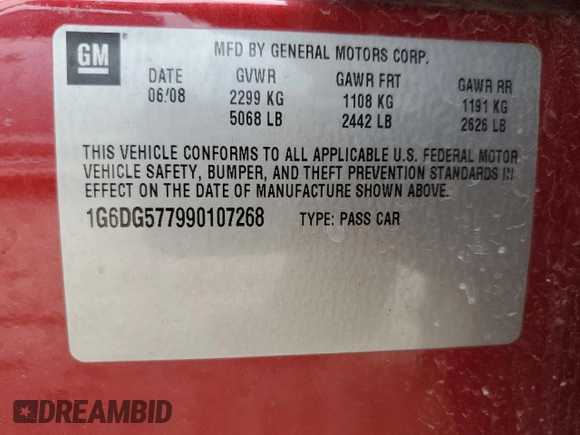 GM
MFD BY GENERAL MOTORS CORP.
DATE GVWR GAWR FRT GAWR RR
06/08 2299 KG 1108 KG 1191 KG
5068 LB 2442 LB 2626 LB
THIS VEHICLE CONFORMS TO ALL APPLICABLE U.S. FEDERAL MOTOR
VEHICLE SAFETY, BUMPER, AND THEFT PREVENTION STANDARDS IN
EFFECT ON THE DATE OF MANUFACTURE SHOWN ABOVE.
1G6DG577990107268 TYPE: PASS CAR
DREAMBID